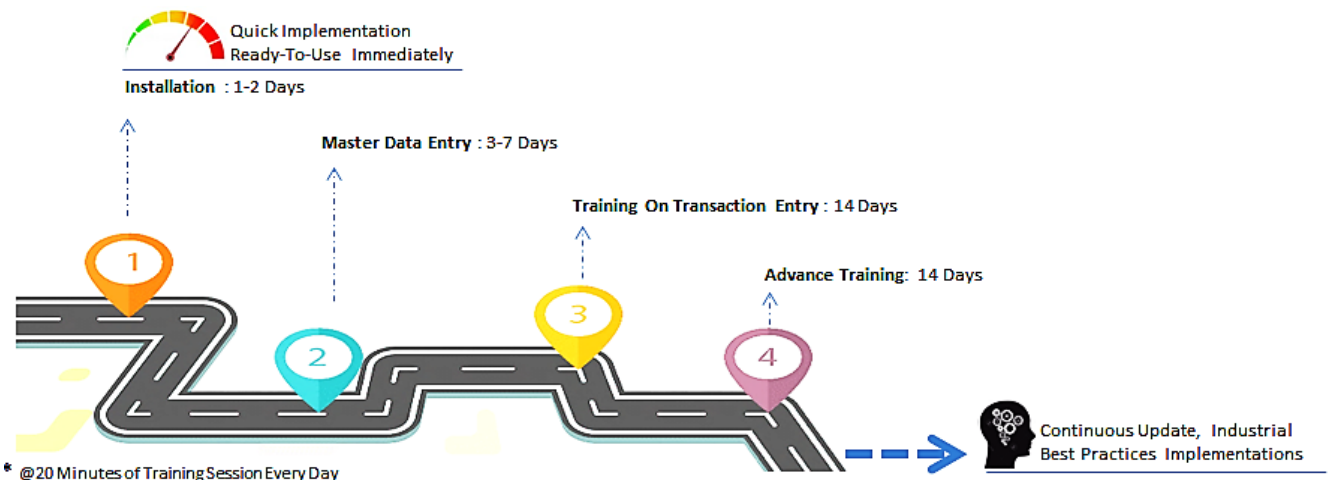 Quick Implementation
Ready-To-Use Immediately
Installation : 1-2 Days
Master Data Entry : 3-7 Days
Training On Transaction Entry : 14 Days
Advance Training: 14 Days
1
2
3
4
Continuous Update, Industrial
Best Practices Implementations
* @20 Minutes of Training Session Every Day